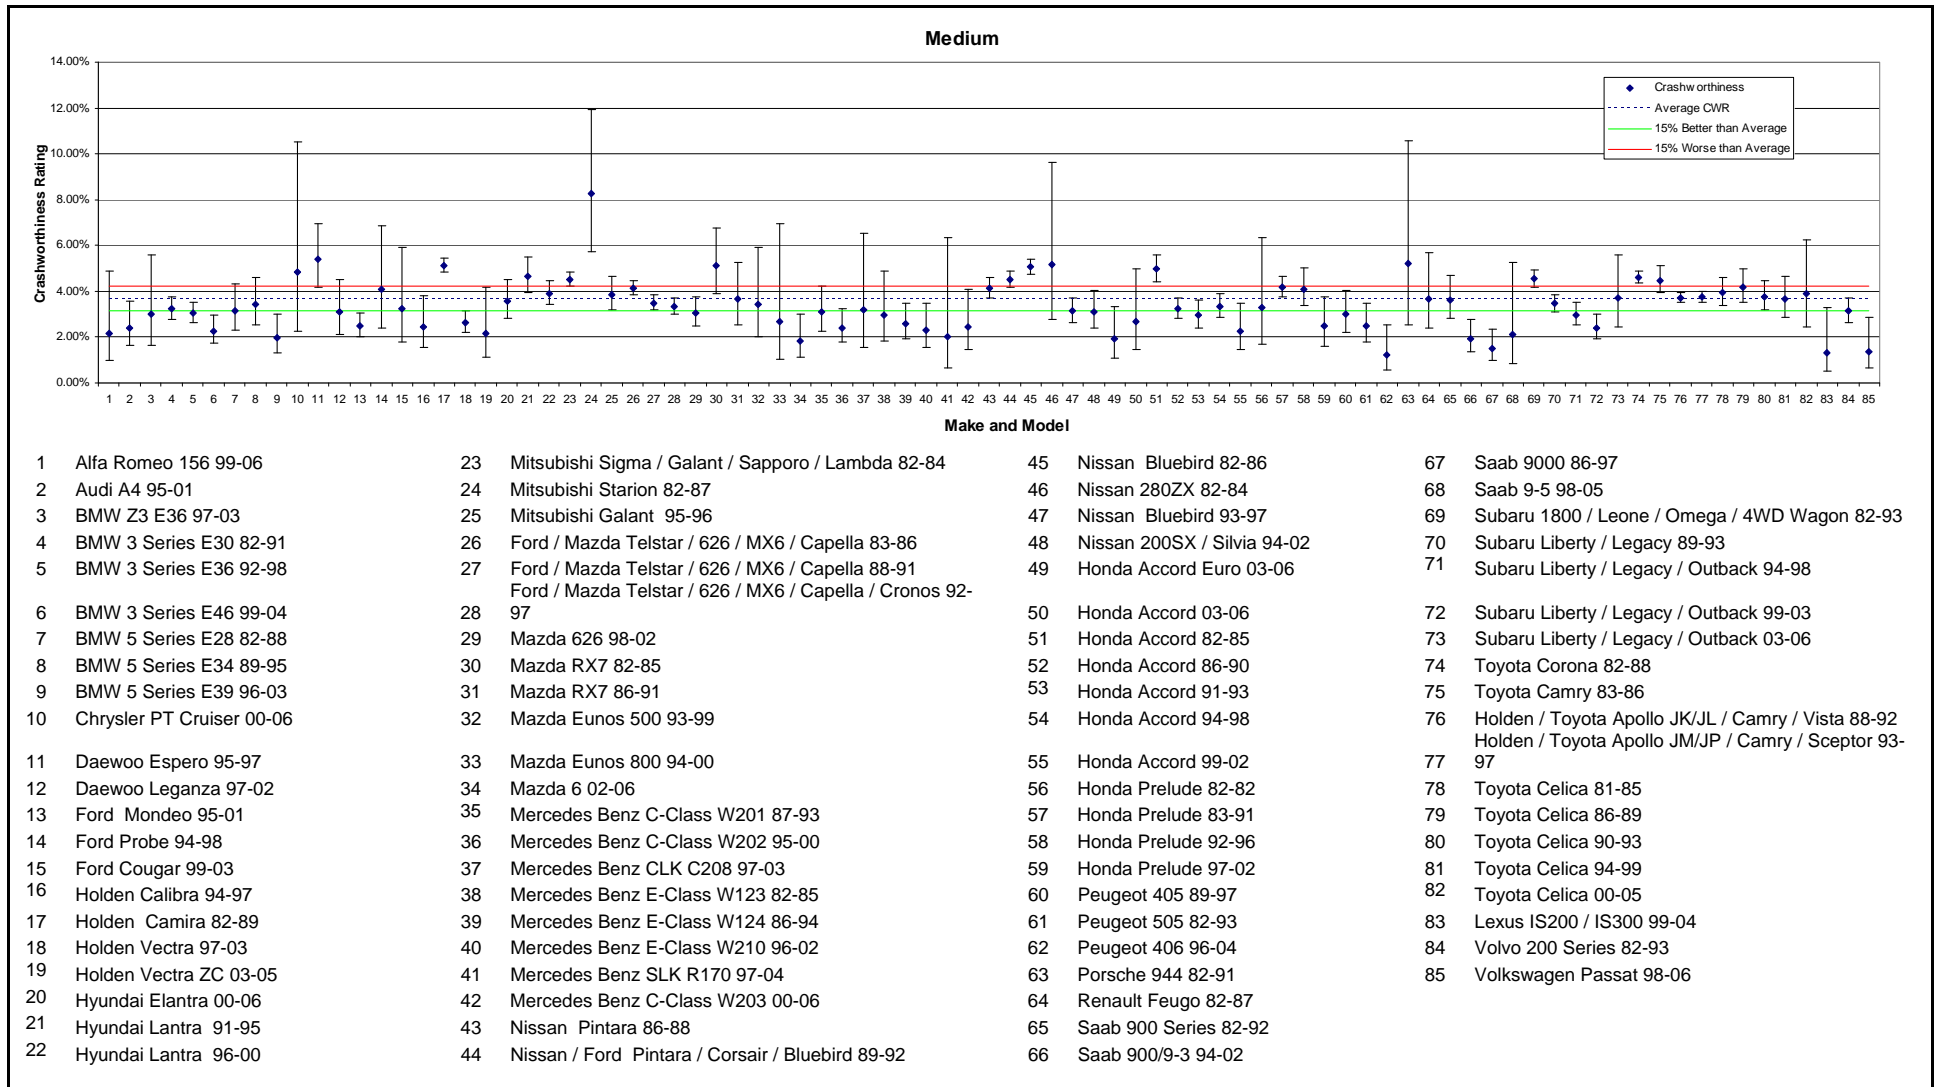 Medium
14.00%
12.00%
10.00%
8.00%
6.00%
4.00%
2.00%
0.00%
Crashworthiness Rating
Crashworthiness
Average CWR
15% Better than Average
15% Worse than Average
1 2 3 4 5 6 7 8 9 10 11 12 13 14 15 16 17 18 19 20 21 22 23 24 25 26 27 28 29 30 31 32 33 34 35 36 37 38 39 40 41 42 43 44 45 46 47 48 49 50 51 52 53 54 55 56 57 58 59 60 61 62 63 64 65 66 67 68 69 70 71 72 73 74 75 76 77 78 79 80 81 82 83 84 85
Make and Model
1 Alfa Romeo 156 99-06
2 Audi A4 95-01
3 BMW Z3 E36 97-03
4 BMW 3 Series E30 82-91
5 BMW 3 Series E36 92-98
6 BMW 3 Series E46 99-04
7 BMW 5 Series E28 82-88
8 BMW 5 Series E34 89-95
9 BMW 5 Series E39 96-03
10 Chrysler PT Cruiser 00-06
11 Daewoo Espero 95-97
12 Daewoo Leganza 97-02
13 Ford Mondeo 95-01
14 Ford Probe 94-98
15 Ford Cougar 99-03
16 Holden Calibra 94-97
17 Holden Camira 82-89
18 Holden Vectra 97-03
19 Holden Vectra ZC 03-05
20 Hyundai Elantra 00-06
21 Hyundai Lantra 91-95
22 Hyundai Lantra 96-00
23 Mitsubishi Sigma / Galant / Sapporo / Lambda 82-84
24 Mitsubishi Starion 82-87
25 Mitsubishi Galant 95-96
26 Ford / Mazda Telstar / 626 / MX6 / Capella 83-86
27 Ford / Mazda Telstar / 626 / MX6 / Capella 88-91
Ford / Mazda Telstar / 626 / MX6 / Capella / Cronos 92-
28 97
29 Mazda 626 98-02
30 Mazda RX7 82-85
31 Mazda RX7 86-91
32 Mazda Eunos 500 93-99
33 Mazda Eunos 800 94-00
34 Mazda 6 02-06
35 Mercedes Benz C-Class W201 87-93
36 Mercedes Benz C-Class W202 95-00
37 Mercedes Benz CLK C208 97-03
38 Mercedes Benz E-Class W123 82-85
39 Mercedes Benz E-Class W124 86-94
40 Mercedes Benz E-Class W210 96-02
41 Mercedes Benz SLK R170 97-04
42 Mercedes Benz C-Class W203 00-06
43 Nissan Pintara 86-88
44 Nissan / Ford Pintara / Corsair / Bluebird 89-92
45 Nissan Bluebird 82-86
46 Nissan 280ZX 82-84
47 Nissan Bluebird 93-97
48 Nissan 200SX / Silvia 94-02
49 Honda Accord Euro 03-06
50 Honda Accord 03-06
51 Honda Accord 82-85
52 Honda Accord 86-90
53 Honda Accord 91-93
54 Honda Accord 94-98
55 Honda Accord 99-02
56 Honda Prelude 82-82
57 Honda Prelude 83-91
58 Honda Prelude 92-96
59 Honda Prelude 97-02
60 Peugeot 405 89-97
61 Peugeot 505 82-93
62 Peugeot 406 96-04
63 Porsche 944 82-91
64 Renault Feugo 82-87
65 Saab 900 Series 82-92
66 Saab 900/9-3 94-02
67 Saab 9000 86-97
68 Saab 9-5 98-05
69 Subaru 1800 / Leone / Omega / 4WD Wagon 82-93
70 Subaru Liberty / Legacy 89-93
71 Subaru Liberty / Legacy / Outback 94-98
72 Subaru Liberty / Legacy / Outback 99-03
73 Subaru Liberty / Legacy / Outback 03-06
74 Toyota Corona 82-88
75 Toyota Camry 83-86
76 Holden / Toyota Apollo JK/JL / Camry / Vista 88-92
Holden / Toyota Apollo JM/JP / Camry / Sceptor 93-
77 97
78 Toyota Celica 81-85
79 Toyota Celica 86-89
80 Toyota Celica 90-93
81 Toyota Celica 94-99
82 Toyota Celica 00-05
83 Lexus IS200 / IS300 99-04
84 Volvo 200 Series 82-93
85 Volkswagen Passat 98-06